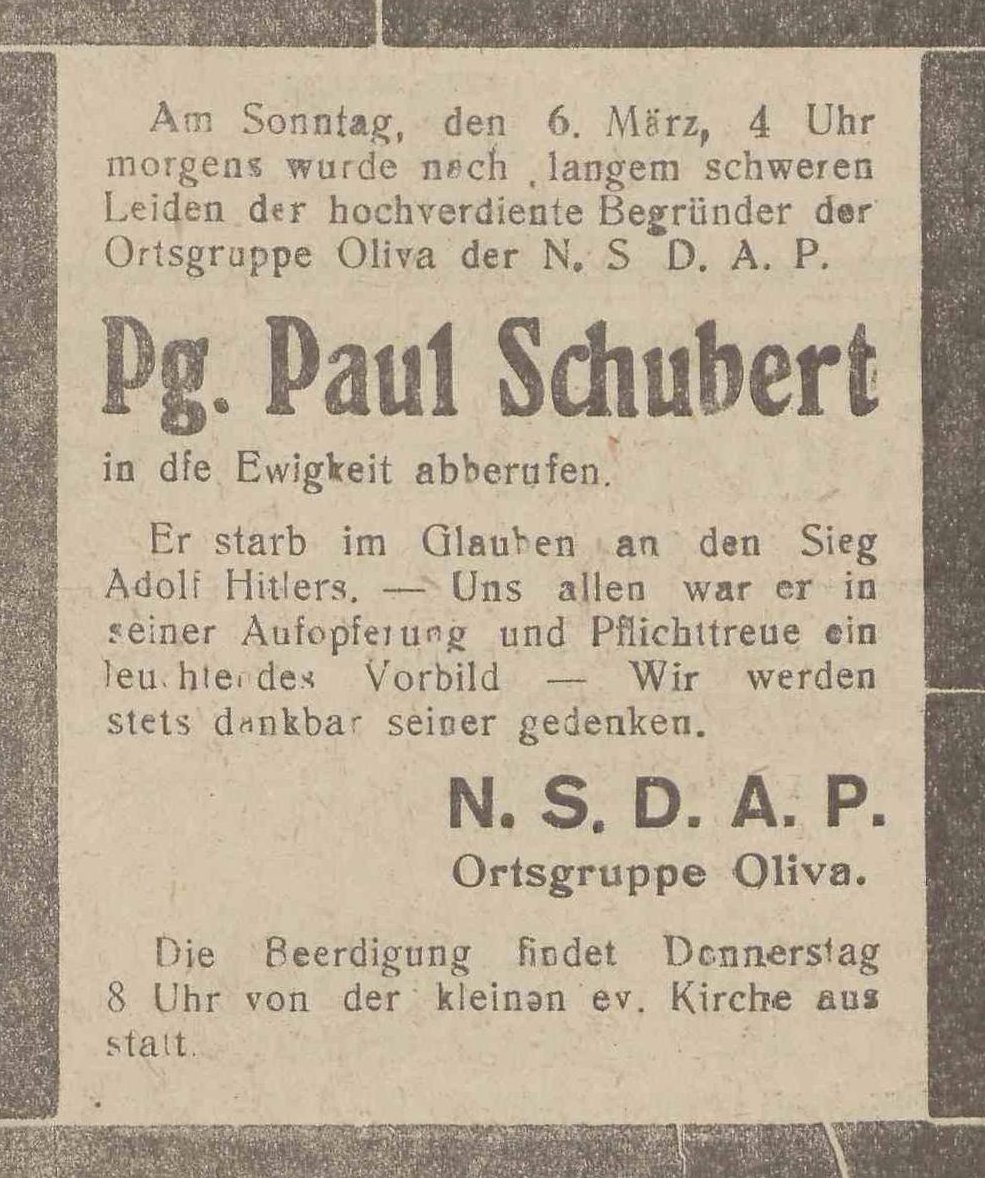 Am Sonntag, den 6. März, 4 Uhr
morgens wurde nach langem schweren
Leiden der hochverdiente Begründer der
Ortsgruppe Oliva der N. S D. A. P.
Pg. Paul Schubert
in dfe Ewigkeit abberufen.
Er starb im Glauben an den Sieg
Adolf Hitlers. — Uns allen war er in
seiner Aufopferung und Pflichttreue ein
leuchtendes Vorbild — Wir werden
stets dankbar seiner gedenken.
N. S. D. A. P.
Ortsgruppe Oliva.
Die Beerdigung findet Donnerstag
8 Uhr von der kleinen ev. Kirche aus
statt.